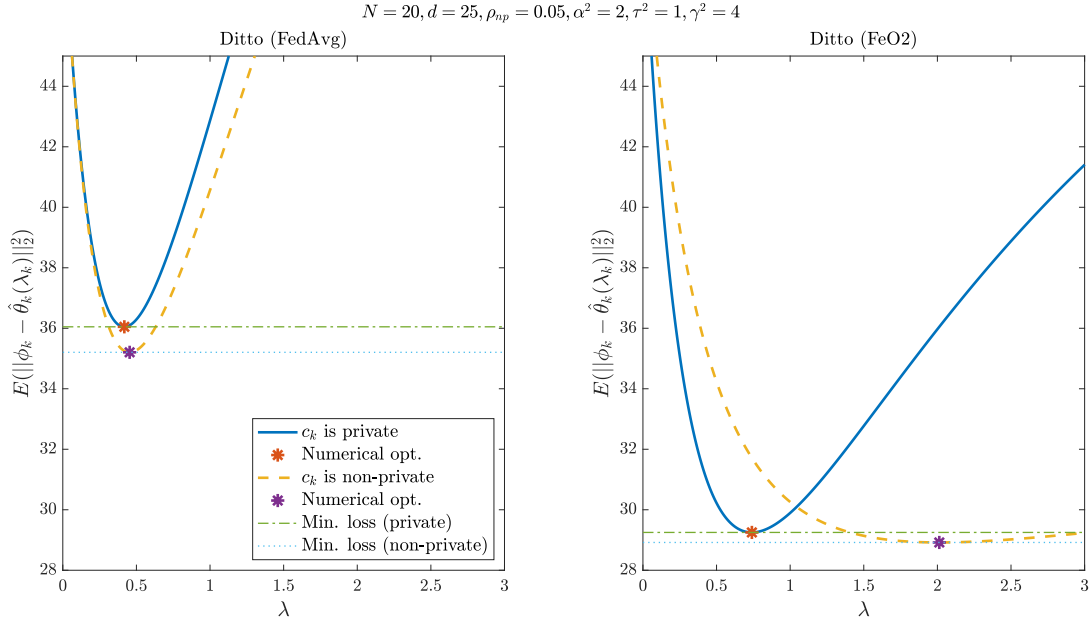 N = 20, d = 25, ρ_np = 0.05, α² = 2, τ² = 1, γ² = 4
Ditto (FedAvg)
44
42
40
38
36
34
32
30
28
E(||ϕ_k − θ̂_k(λ_k)||₂²)
0 0.5 1 1.5 2 2.5 3
λ
c_k is private
Numerical opt.
c_k is non-private
Numerical opt.
Min. loss (private)
Min. loss (non-private)
Ditto (FeO2)
44
42
40
38
36
34
32
30
28
E(||ϕ_k − θ̂_k(λ_k)||₂²)
0 0.5 1 1.5 2 2.5 3
λ